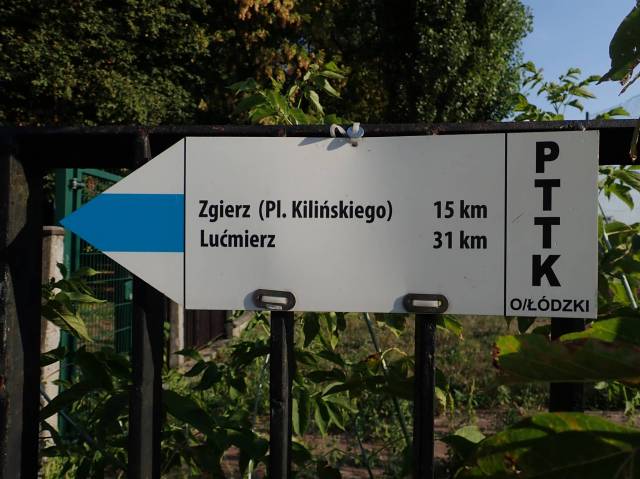 Zgierz (Pl. Kilińskiego) 15 km
Lućmierz 31 km
PTTK
O/ŁÓDZKI